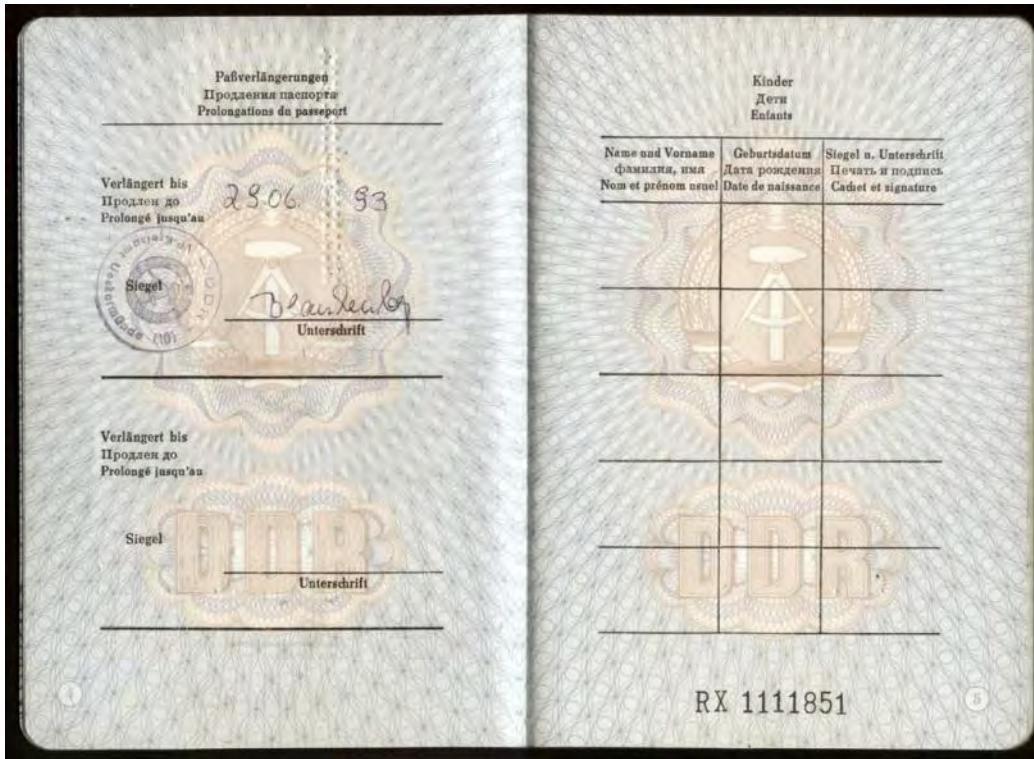 Paßverlängerungen
Продления паспорта
Prolongations du passeport
Verlängert bis
Продлен до
Prolongé jusqu'au
29.06. 93
Siegel
Unterschrift
Verlängert bis
Продлен до
Prolongé jusqu'au
Siegel
DDR
Unterschrift
4
Kinder
Дети
Enfants
Name und Vorname Geburtsdatum Siegel u. Unterschrift
фамилия, имя Дата рождения Печать и подпись
Nom et prénom usuel Date de naissance Cachet et signature
DDR
RX 1111851
5